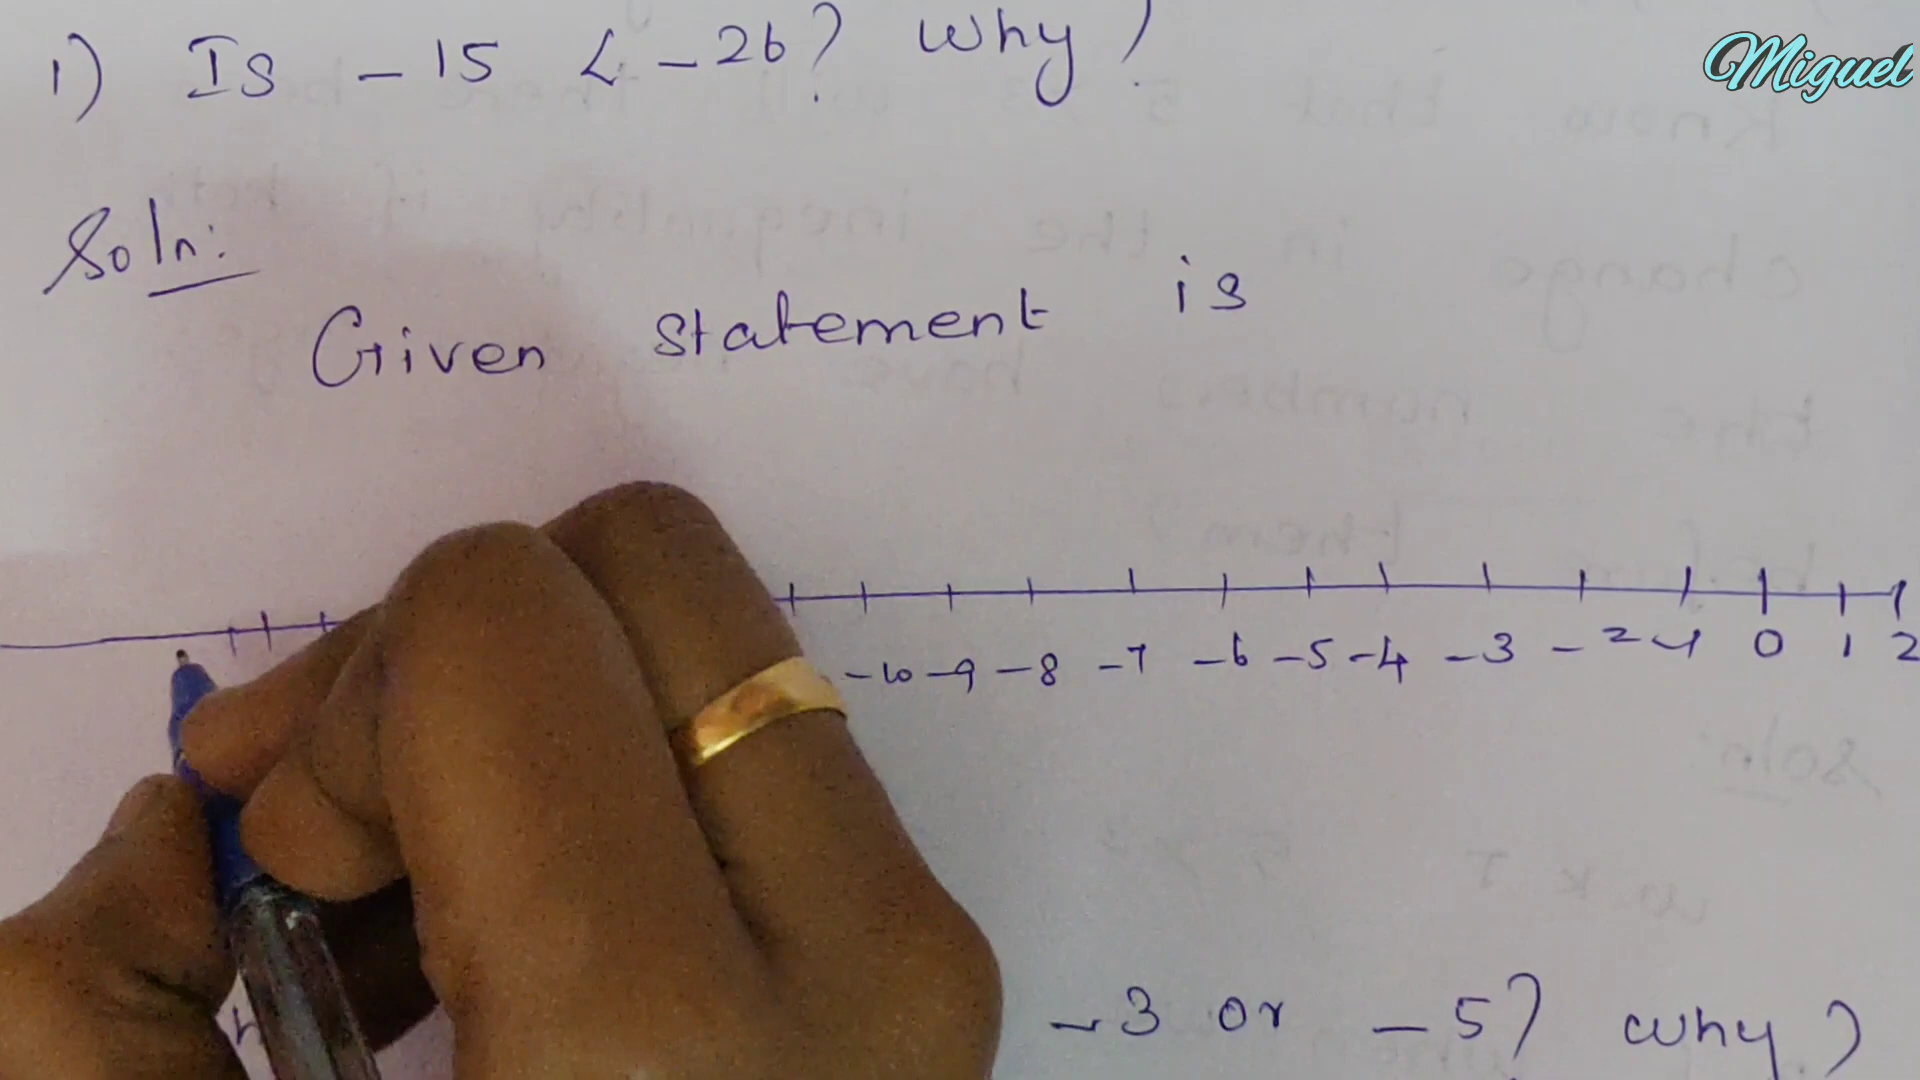 1) Is -15 < -26? Why?
Miguel
Soln:
Given statement is
-10 -9 -8 -7 -6 -5 -4 -3 -2 -1 0 1 2
-3 or -5? why?